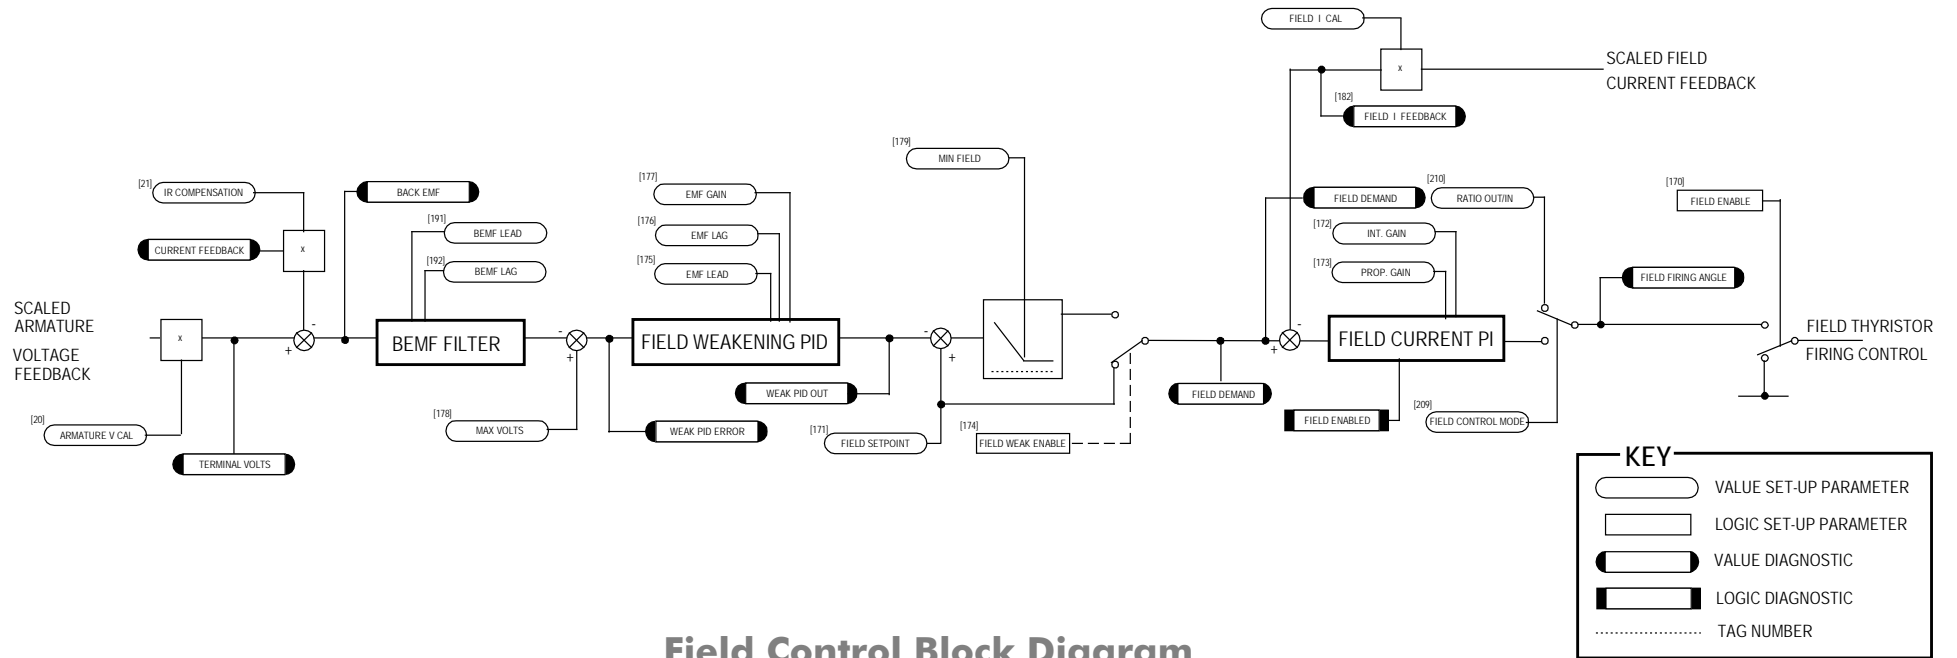 FIELD I CAL
x
SCALED FIELD
CURRENT FEEDBACK
[182]
FIELD I FEEDBACK
[179]
MIN FIELD
[21]
IR COMPENSATION
BACK EMF
[177]
EMF GAIN
FIELD DEMAND
[210]
RATIO OUT/IN
[170]
FIELD ENABLE
[191]
BEMF LEAD
[176]
EMF LAG
[172]
INT. GAIN
CURRENT FEEDBACK
x
[192]
BEMF LAG
[175]
EMF LEAD
[173]
PROP. GAIN
FIELD FIRING ANGLE
SCALED
ARMATURE
VOLTAGE
FEEDBACK
x
-
+
BEMF FILTER
-
+
FIELD WEAKENING PID
-
+
-
+
FIELD CURRENT PI
FIELD THYRISTOR
FIRING CONTROL
WEAK PID OUT
FIELD DEMAND
[20]
ARMATURE V CAL
[178]
MAX VOLTS
WEAK PID ERROR
[171]
FIELD SETPOINT
[174]
FIELD WEAK ENABLE
FIELD ENABLED
[209]
FIELD CONTROL MODE
TERMINAL VOLTS
KEY
VALUE SET-UP PARAMETER
LOGIC SET-UP PARAMETER
VALUE DIAGNOSTIC
LOGIC DIAGNOSTIC
TAG NUMBER
Field Control Block Diagram